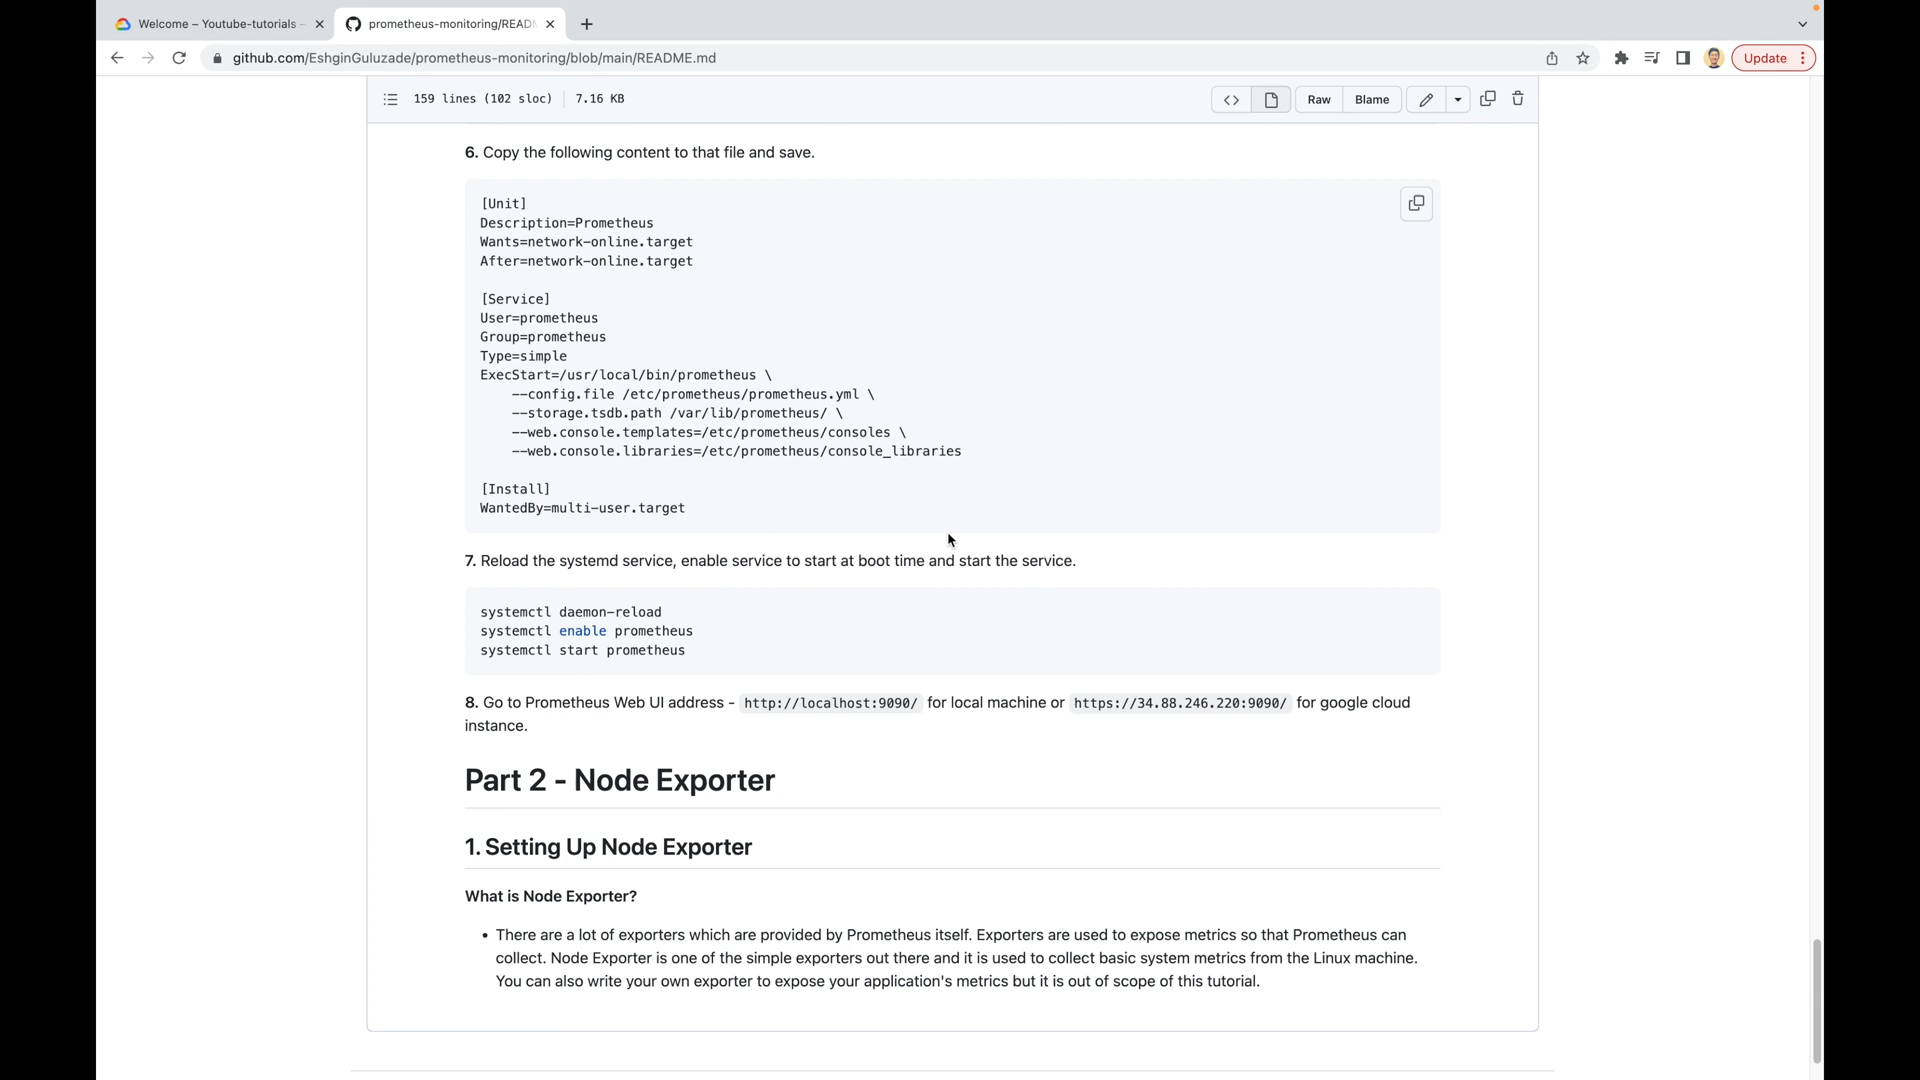 Welcome – Youtube-tutorials –
prometheus-monitoring/READ
github.com/EshginGuluzade/prometheus-monitoring/blob/main/README.md
Update
159 lines (102 sloc) 7.16 KB
Raw Blame
6. Copy the following content to that file and save.
[Unit]
Description=Prometheus
Wants=network-online.target
After=network-online.target
[Service]
User=prometheus
Group=prometheus
Type=simple
ExecStart=/usr/local/bin/prometheus \
--config.file /etc/prometheus/prometheus.yml \
--storage.tsdb.path /var/lib/prometheus/ \
--web.console.templates=/etc/prometheus/consoles \
--web.console.libraries=/etc/prometheus/console_libraries
[Install]
WantedBy=multi-user.target
7. Reload the systemd service, enable service to start at boot time and start the service.
systemctl daemon-reload
systemctl enable prometheus
systemctl start prometheus
8. Go to Prometheus Web UI address - http://localhost:9090/ for local machine or https://34.88.246.220:9090/ for google cloud
instance.
Part 2 - Node Exporter
1. Setting Up Node Exporter
What is Node Exporter?
• There are a lot of exporters which are provided by Prometheus itself. Exporters are used to expose metrics so that Prometheus can
collect. Node Exporter is one of the simple exporters out there and it is used to collect basic system metrics from the Linux machine.
You can also write your own exporter to expose your application's metrics but it is out of scope of this tutorial.